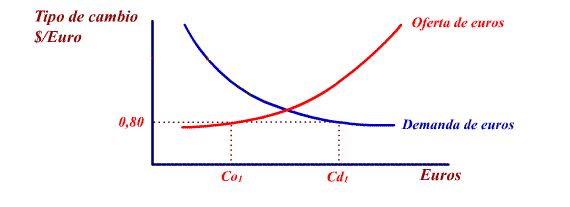 Tipo de cambio
$/Euro
Oferta de euros
0,80
Demanda de euros
Co1
Cd1
Euros